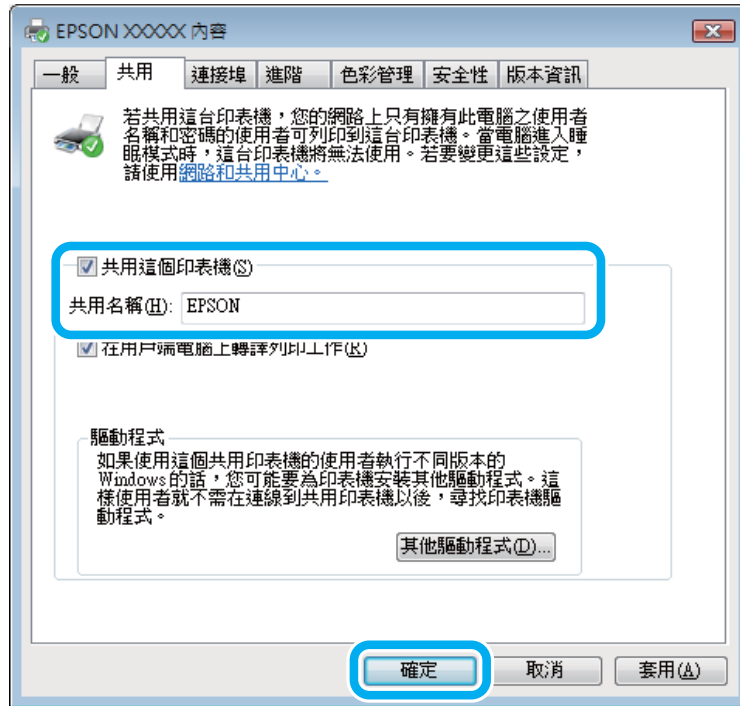 EPSON XXXXX 內容
一般 共用 連接埠 進階 色彩管理 安全性 版本資訊
若共用這台印表機，您的網路上只有擁有此電腦之使用者
名稱和密碼的使用者可列印到這台印表機。當電腦進入睡
眠模式時，這台印表機將無法使用。若要變更這些設定，
請使用網路和共用中心。
共用這個印表機(S)
共用名稱(H): EPSON
在用戶端電腦上轉譯列印工作(R)
驅動程式
如果使用這個共用印表機的使用者執行不同版本的
Windows 的話，您可能要為印表機安裝其他驅動程式。這
樣使用者就不需在連線到共用印表機以後，尋找印表機驅
動程式。
其他驅動程式(D)...
確定 取消 套用(A)